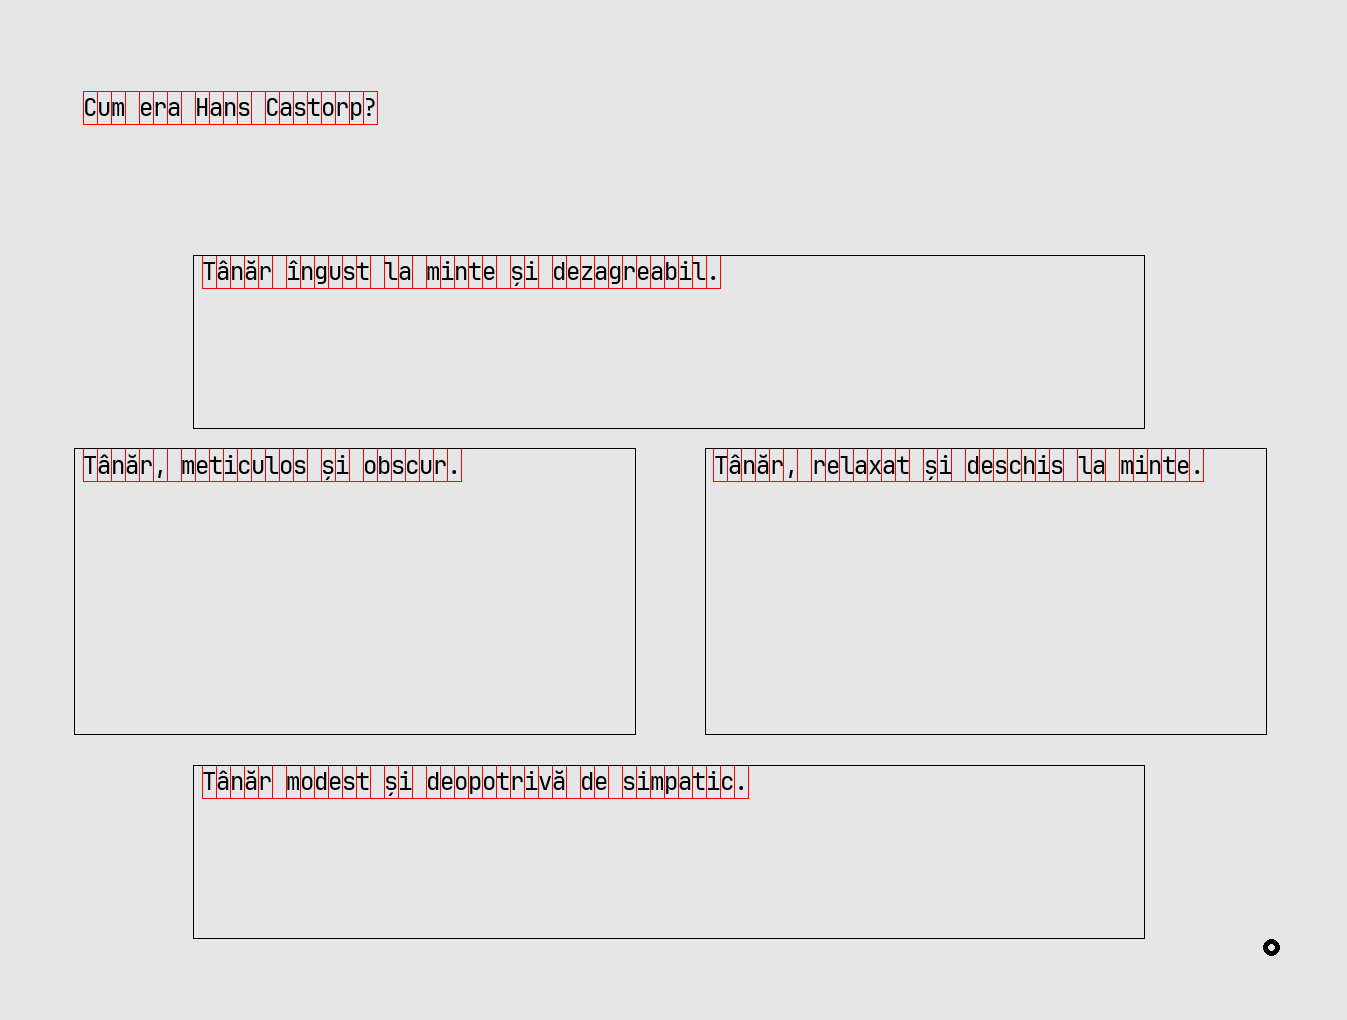 Cum era Hans Castorp?
Tânăr îngust la minte și dezagreabil.
Tânăr, meticulos și obscur.
Tânăr, relaxat și deschis la minte.
Tânăr modest și deopotrivă de simpatic.